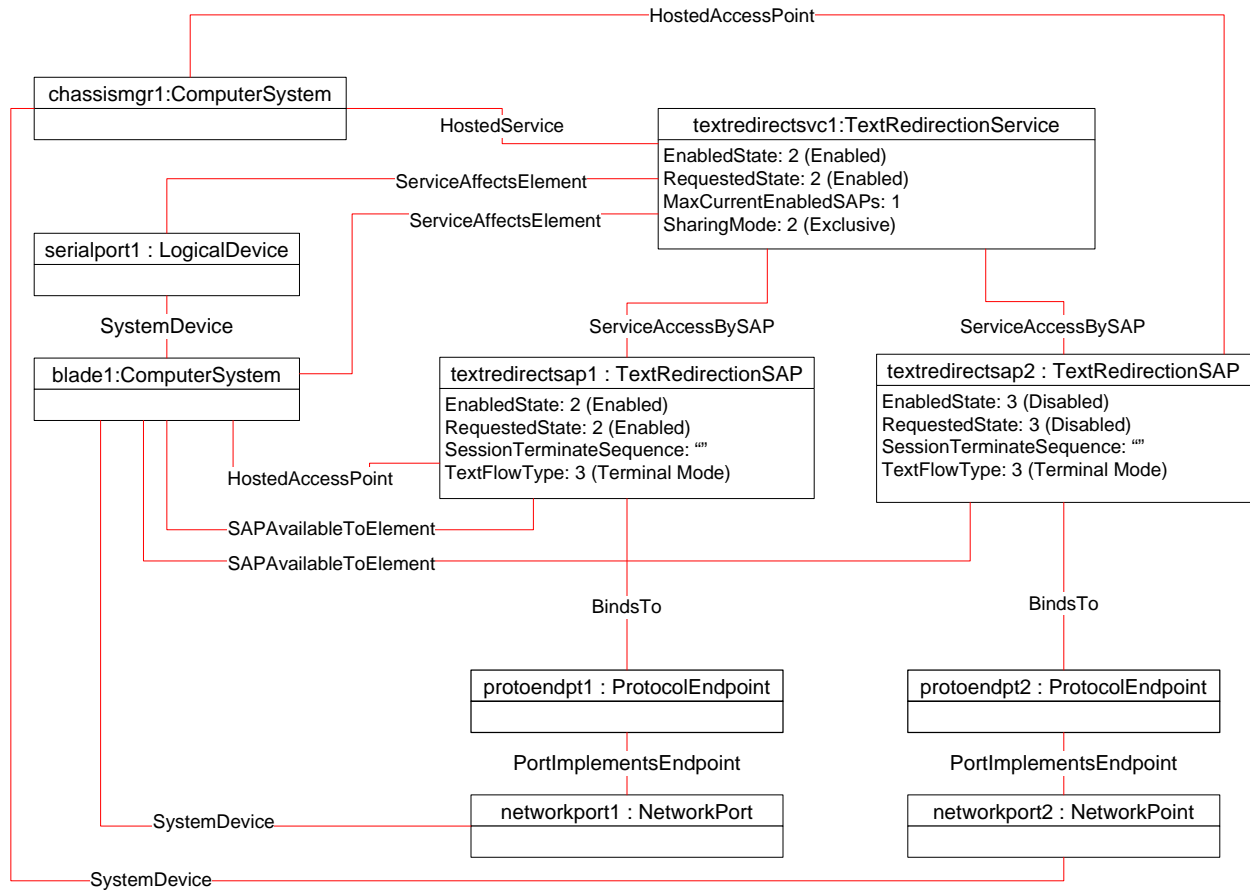 HostedAccessPoint
chassismgr1:ComputerSystem
HostedService
textredirectsvc1:TextRedirectionService
EnabledState: 2 (Enabled)
RequestedState: 2 (Enabled)
MaxCurrentEnabledSAPs: 1
SharingMode: 2 (Exclusive)
ServiceAffectsElement
ServiceAffectsElement
serialport1 : LogicalDevice
SystemDevice
ServiceAccessBySAP
ServiceAccessBySAP
blade1:ComputerSystem
textredirectsap1 : TextRedirectionSAP
EnabledState: 2 (Enabled)
RequestedState: 2 (Enabled)
SessionTerminateSequence: “”
TextFlowType: 3 (Terminal Mode)
textredirectsap2 : TextRedirectionSAP
EnabledState: 3 (Disabled)
RequestedState: 3 (Disabled)
SessionTerminateSequence: “”
TextFlowType: 3 (Terminal Mode)
HostedAccessPoint
SAPAvailableToElement
SAPAvailableToElement
BindsTo
BindsTo
protoendpt1 : ProtocolEndpoint
protoendpt2 : ProtocolEndpoint
PortImplementsEndpoint
PortImplementsEndpoint
networkport1 : NetworkPort
networkport2 : NetworkPoint
SystemDevice
SystemDevice